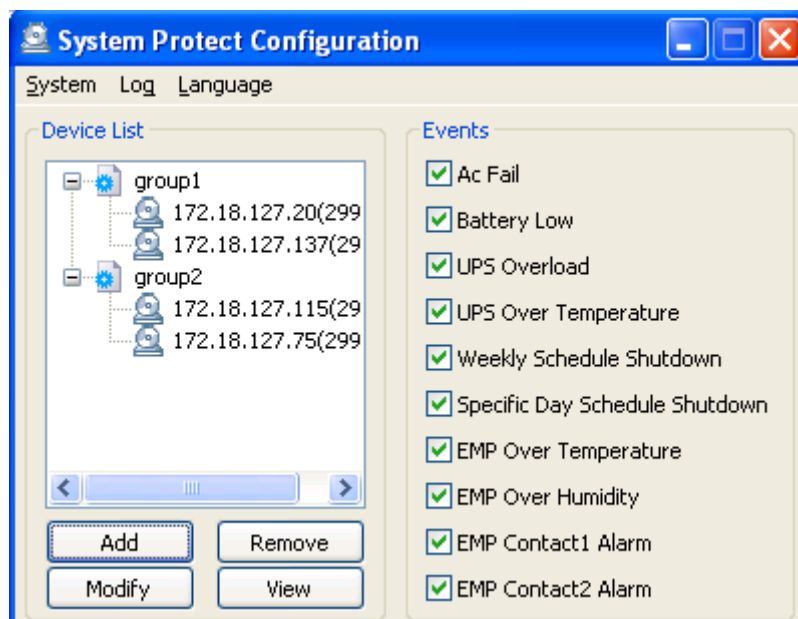 System Protect Configuration
System Log Language
Device List
group1
172.18.127.20(299
172.18.127.137(29
group2
172.18.127.115(29
172.18.127.75(299
Add Remove
Modify View
Events
Ac Fail
Battery Low
UPS Overload
UPS Over Temperature
Weekly Schedule Shutdown
Specific Day Schedule Shutdown
EMP Over Temperature
EMP Over Humidity
EMP Contact1 Alarm
EMP Contact2 Alarm